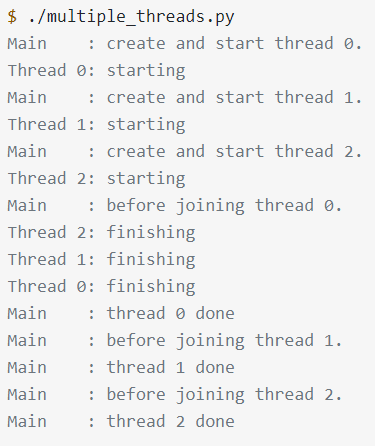 $ ./multiple_threads.py
Main    : create and start thread 0.
Thread 0: starting
Main    : create and start thread 1.
Thread 1: starting
Main    : create and start thread 2.
Thread 2: starting
Main    : before joining thread 0.
Thread 2: finishing
Thread 1: finishing
Thread 0: finishing
Main    : thread 0 done
Main    : before joining thread 1.
Main    : thread 1 done
Main    : before joining thread 2.
Main    : thread 2 done